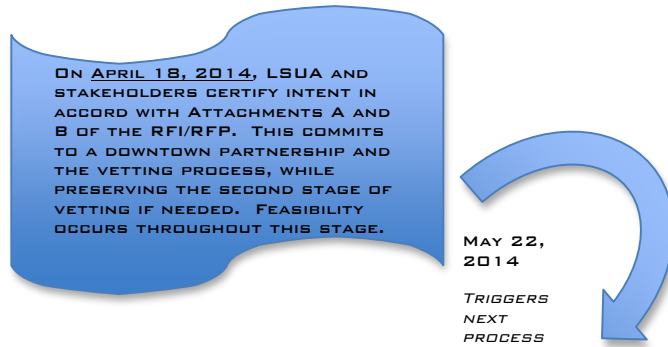 On April 18, 2014, LSUA and
stakeholders certify intent in
accord with Attachments A and
B of the RFI/RFP. This commits
to a downtown partnership and
the vetting process, while
preserving the second stage of
vetting if needed. Feasibility
occurs throughout this stage.
May 22,
2014
Triggers
next
process